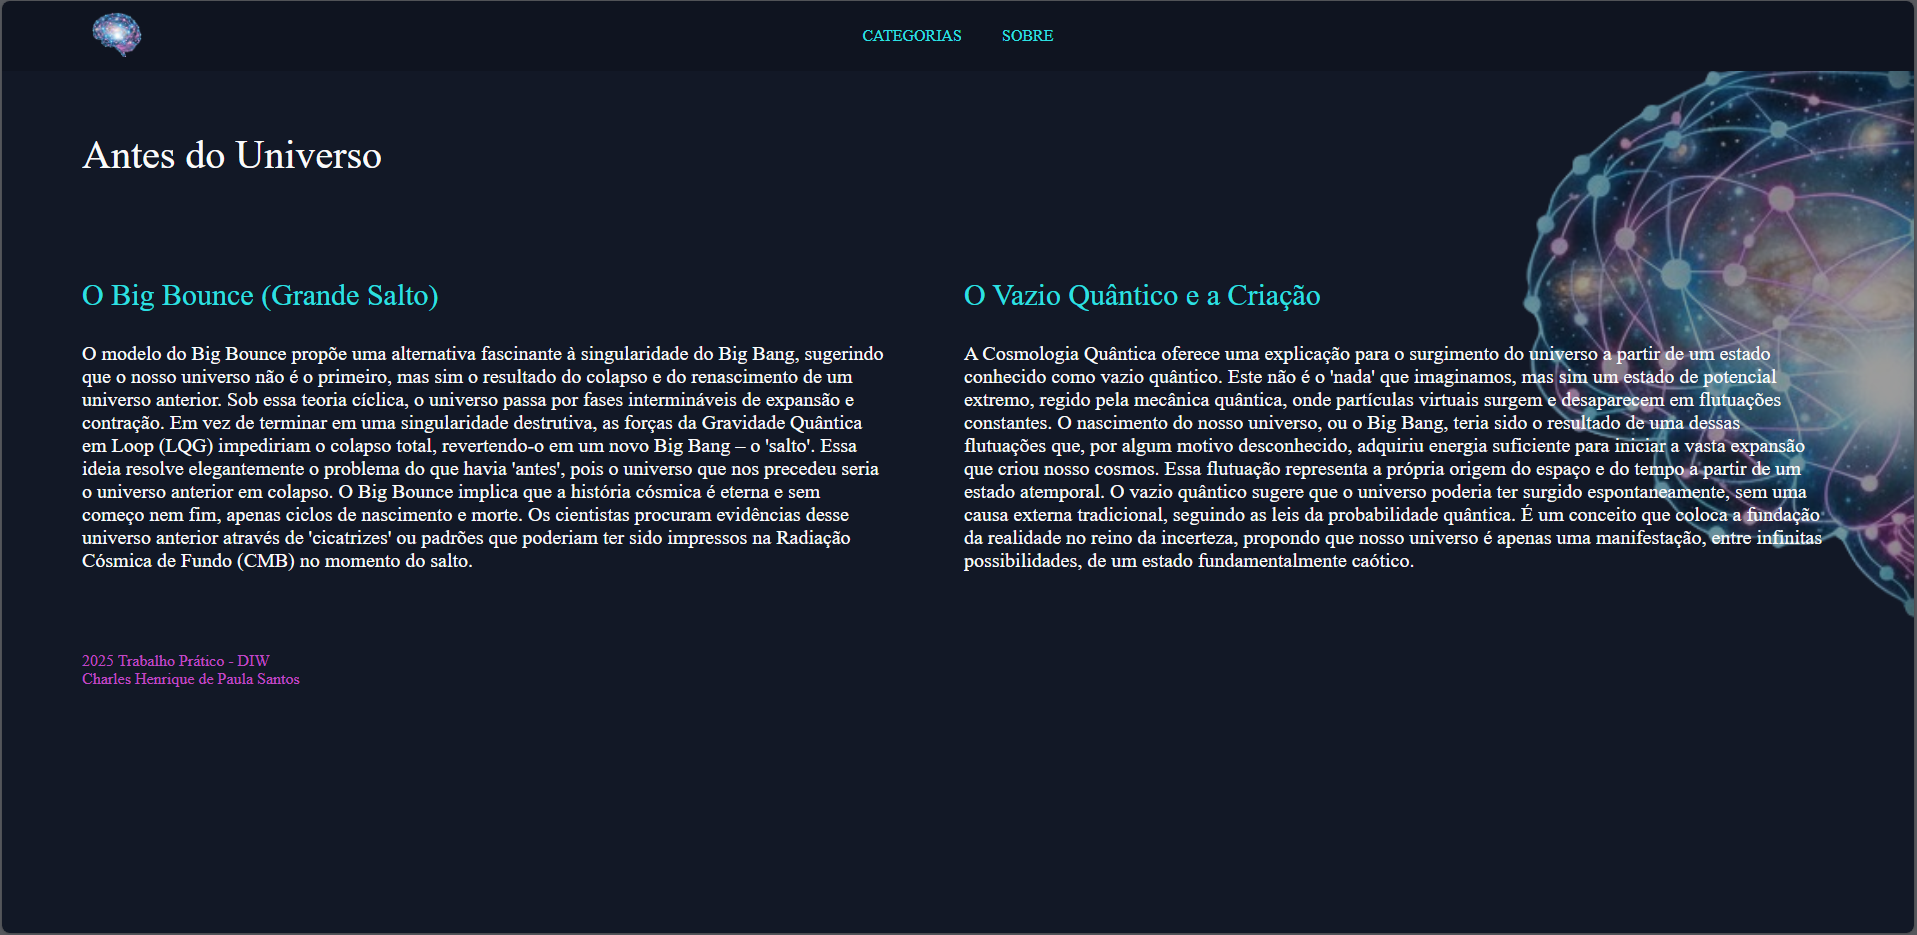 CATEGORIAS SOBRE
Antes do Universo
O Big Bounce (Grande Salto)
O modelo do Big Bounce propõe uma alternativa fascinante à singularidade do Big Bang, sugerindo
que o nosso universo não é o primeiro, mas sim o resultado do colapso e do renascimento de um
universo anterior. Sob essa teoria cíclica, o universo passa por fases intermináveis de expansão e
contração. Em vez de terminar em uma singularidade destrutiva, as forças da Gravidade Quântica
em Loop (LQG) impediriam o colapso total, revertendo-o em um novo Big Bang – o 'salto'. Essa
ideia resolve elegantemente o problema do que havia 'antes', pois o universo que nos precedeu seria
o universo anterior em colapso. O Big Bounce implica que a história cósmica é eterna e sem
começo nem fim, apenas ciclos de nascimento e morte. Os cientistas procuram evidências desse
universo anterior através de 'cicatrizes' ou padrões que poderiam ter sido impressos na Radiação
Cósmica de Fundo (CMB) no momento do salto.
O Vazio Quântico e a Criação
A Cosmologia Quântica oferece uma explicação para o surgimento do universo a partir de um estado
conhecido como vazio quântico. Este não é o 'nada' que imaginamos, mas sim um estado de potencial
extremo, regido pela mecânica quântica, onde partículas virtuais surgem e desaparecem em flutuações
constantes. O nascimento do nosso universo, ou o Big Bang, teria sido o resultado de uma dessas
flutuações que, por algum motivo desconhecido, adquiriu energia suficiente para iniciar a vasta expansão
que criou nosso cosmos. Essa flutuação representa a própria origem do espaço e do tempo a partir de um
estado atemporal. O vazio quântico sugere que o universo poderia ter surgido espontaneamente, sem uma
causa externa tradicional, seguindo as leis da probabilidade quântica. É um conceito que coloca a fundação
da realidade no reino da incerteza, propondo que nosso universo é apenas uma manifestação, entre infinitas
possibilidades, de um estado fundamentalmente caótico.
2025 Trabalho Prático - DIW
Charles Henrique de Paula Santos